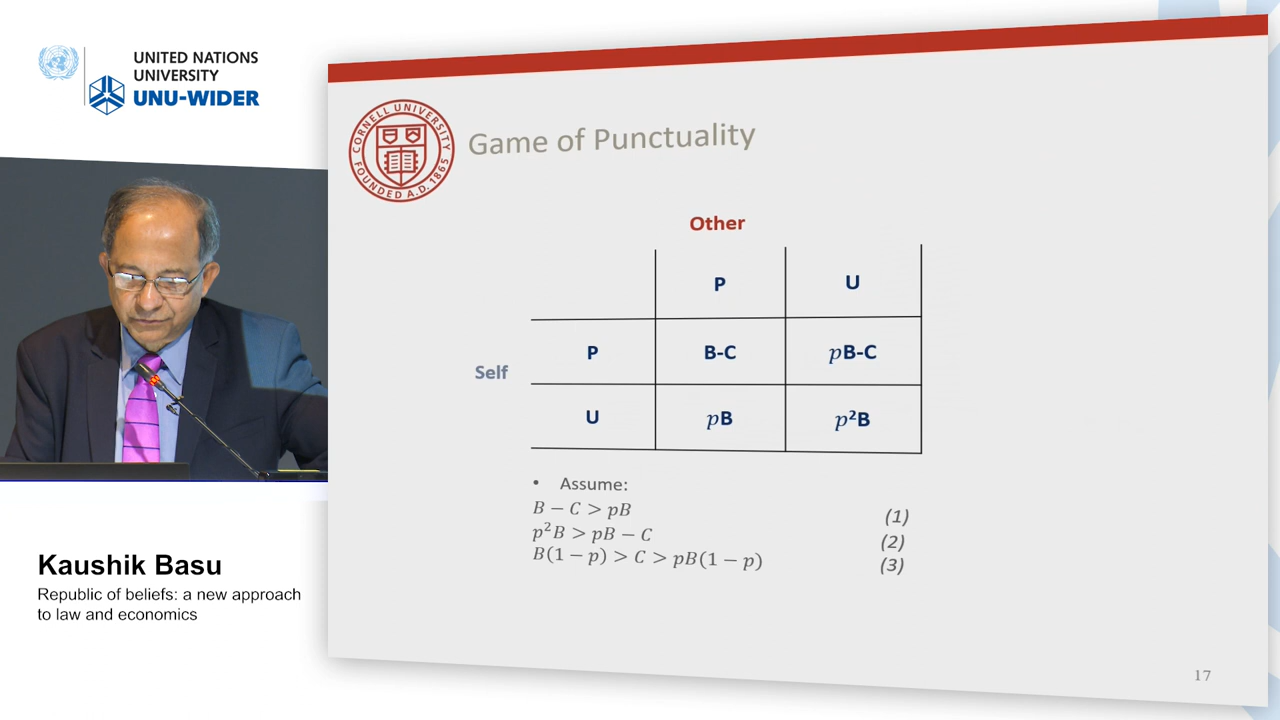 UNITED NATIONS
UNIVERSITY
UNU-WIDER
CORNELL UNIVERSITY
FOUNDED A.D. 1865
Game of Punctuality
Other
P U
Self
P B-C pB-C
U pB p²B
• Assume:
B − C > pB (1)
p²B > pB − C (2)
B(1 − p) > C > pB(1 − p) (3)
17
Kaushik Basu
Republic of beliefs: a new approach
to law and economics